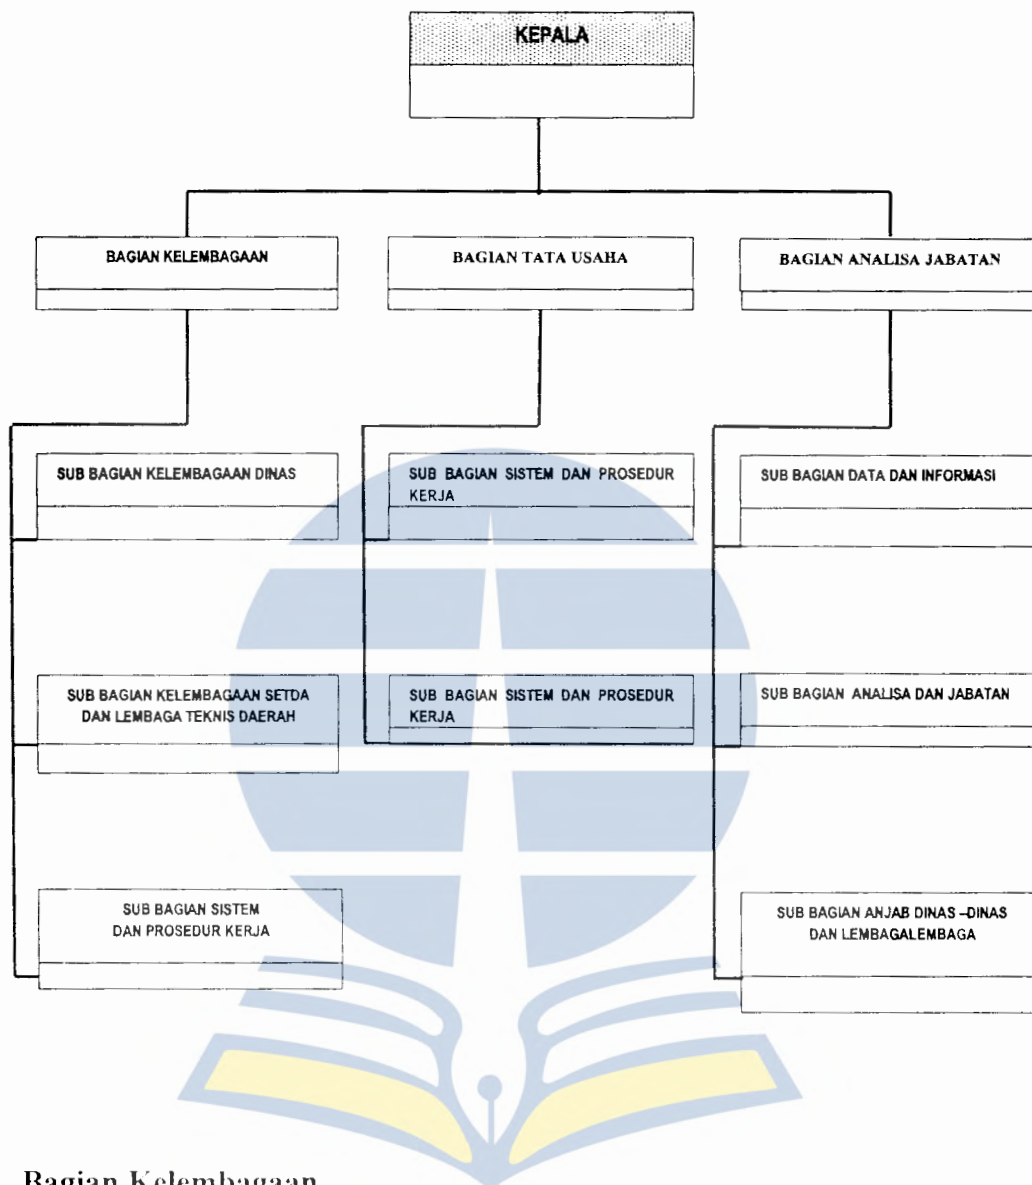 KEPALA
BAGIAN KELEMBAGAAN
BAGIAN TATA USAHA
BAGIAN ANALISA JABATAN
SUB BAGIAN KELEMBAGAAN DINAS
SUB BAGIAN SISTEM DAN PROSEDUR
KERJA
SUB BAGIAN DATA DAN INFORMASI
SUB BAGIAN KELEMBAGAAN SETDA
DAN LEMBAGA TEKNIS DAERAH
SUB BAGIAN SISTEM DAN PROSEDUR
KERJA
SUB BAGIAN ANALISA DAN JABATAN
SUB BAGIAN SISTEM
DAN PROSEDUR KERJA
SUB BAGIAN ANJAB DINAS –DINAS
DAN LEMBAGALEMBAGA
Bagian Kelembagaan